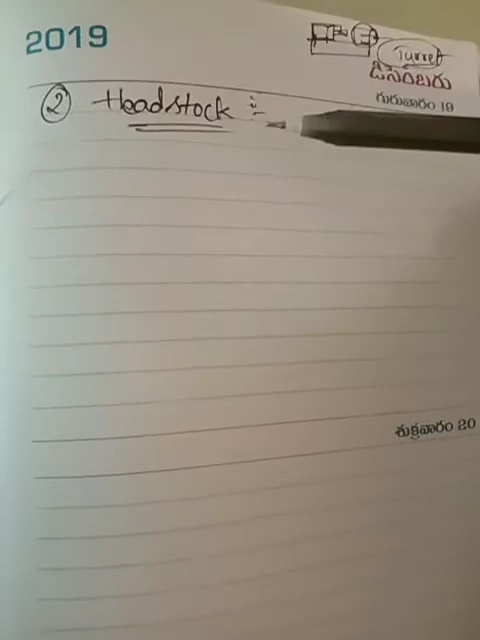 2019
Turret
డిసెంబరు
గురువారం 19
② Headstock :-
శుక్రవారం 20